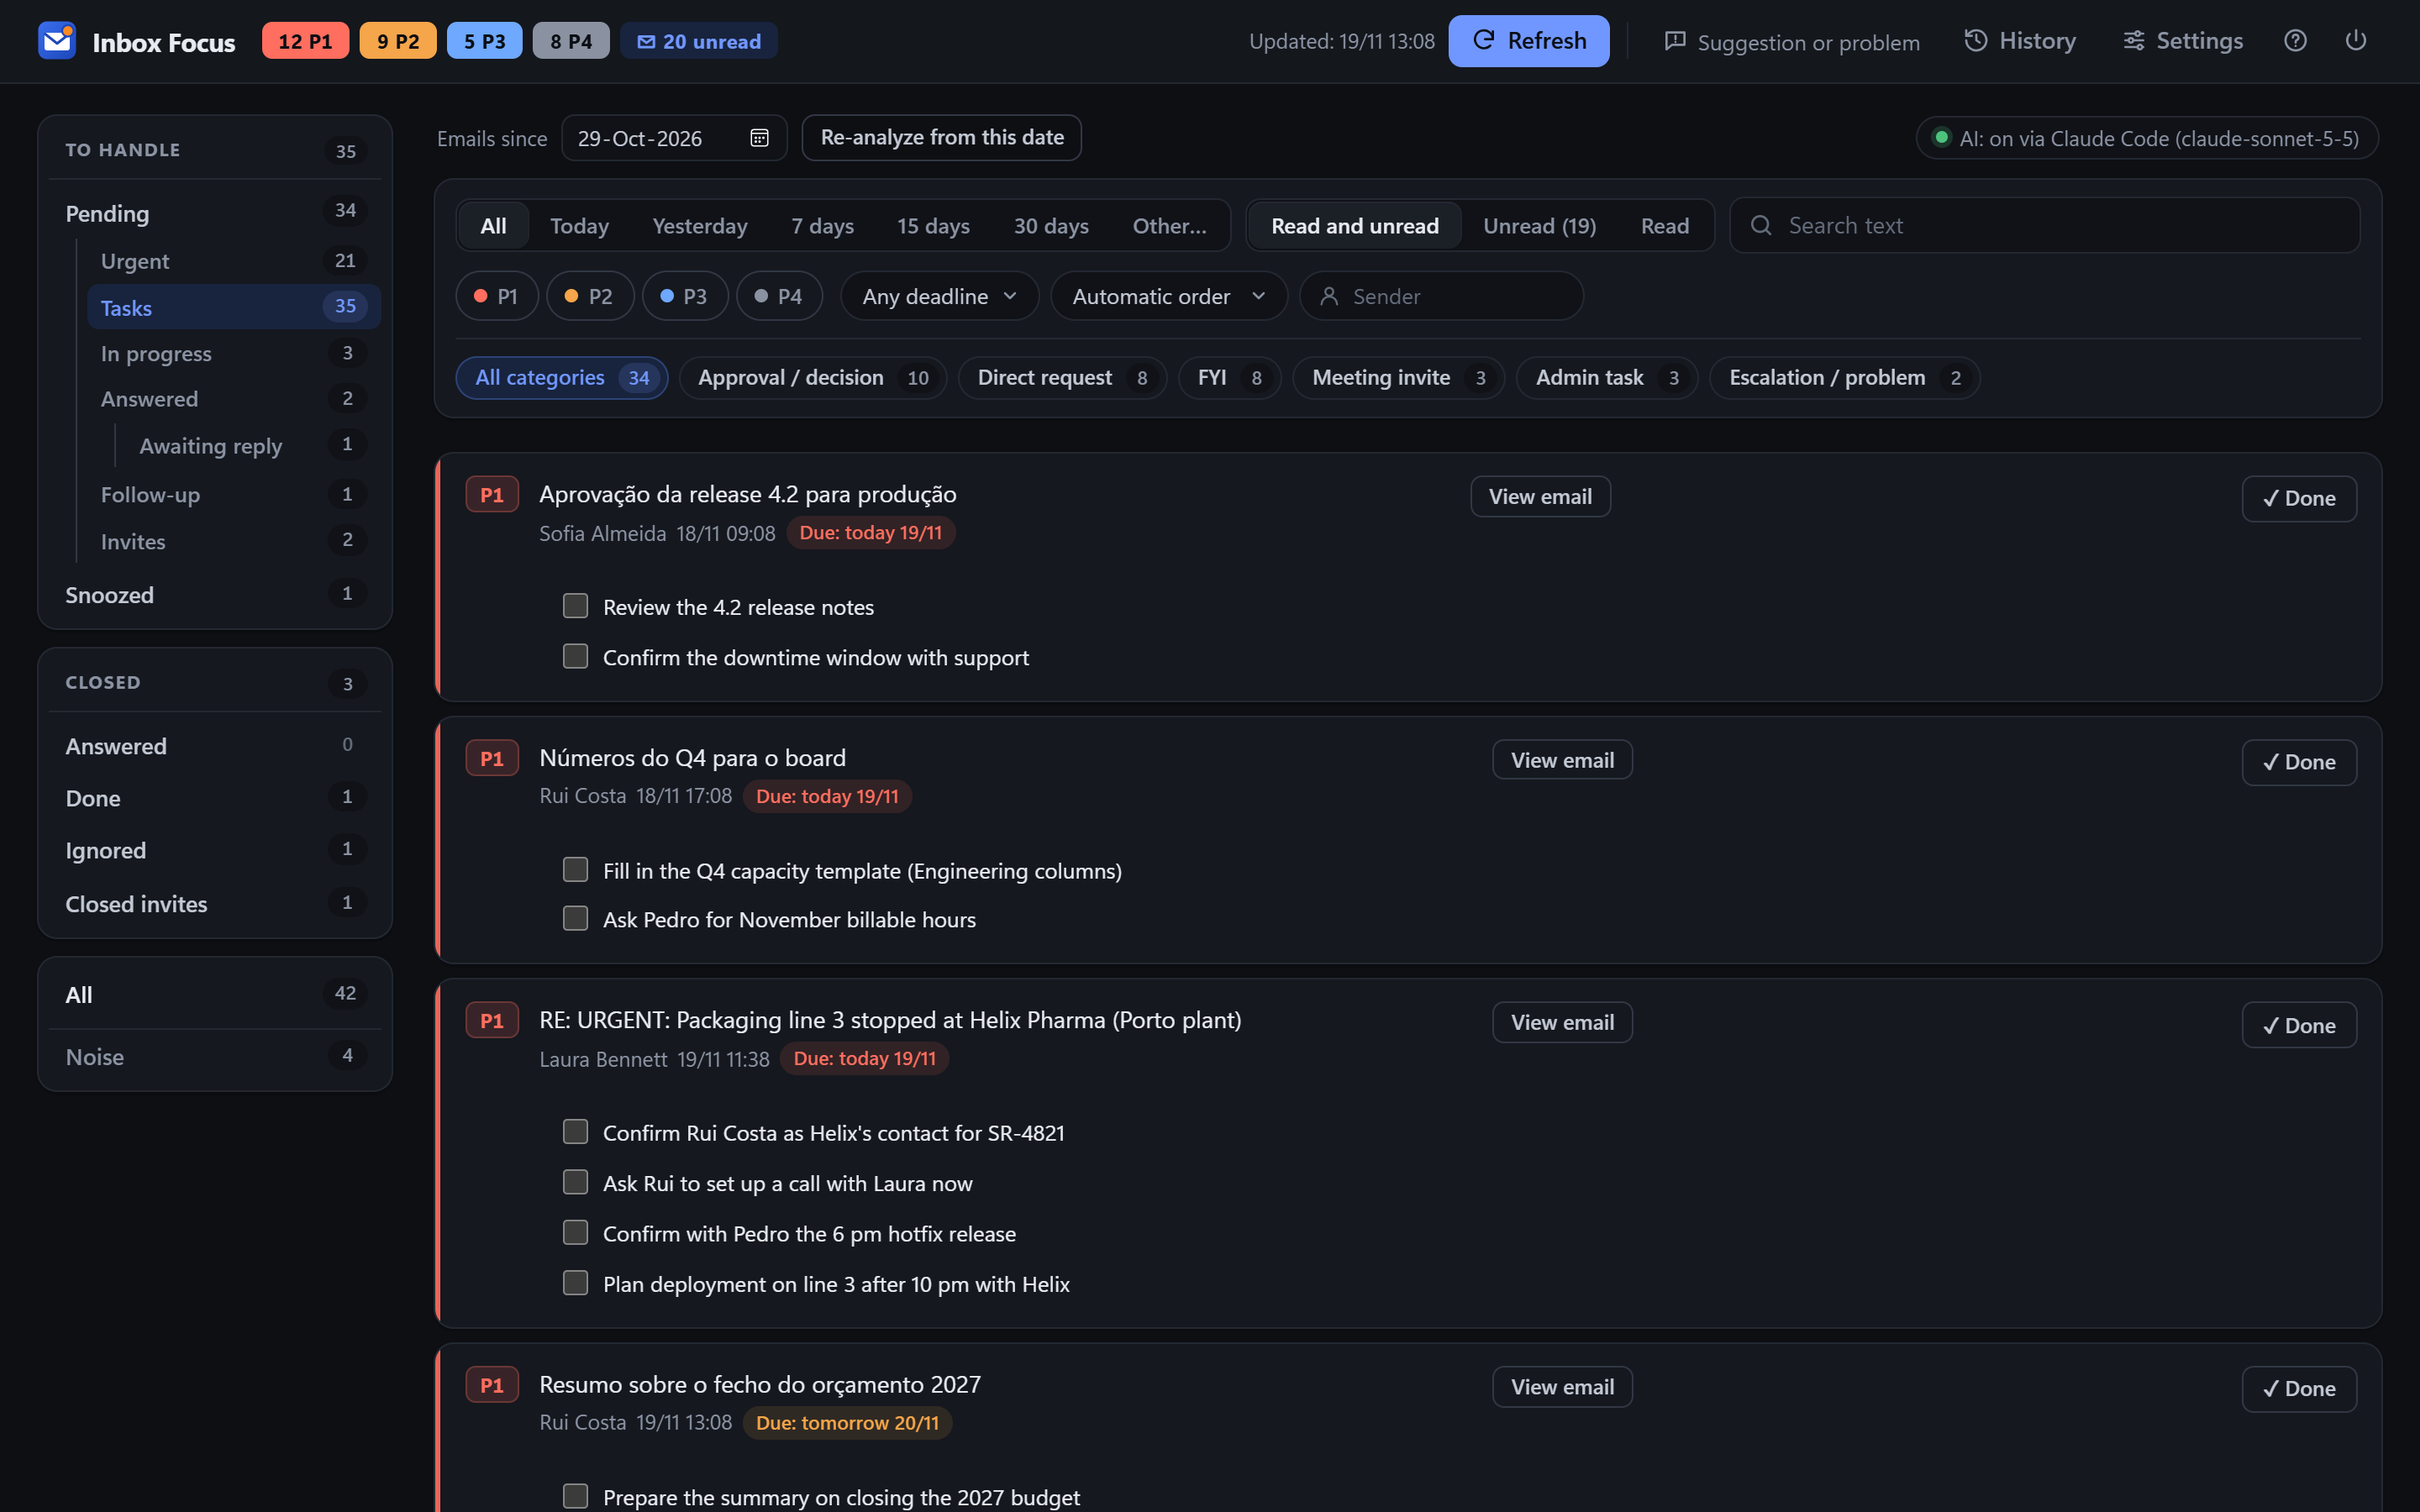 Inbox Focus
12 P1
9 P2
5 P3
8 P4
20 unread
Updated: 19/11 13:08
Refresh
Suggestion or problem
History
Settings
TO HANDLE 35
Pending 34
Urgent 21
Tasks 35
In progress 3
Answered 2
Awaiting reply 1
Follow-up 1
Invites 2
Snoozed 1
CLOSED 3
Answered 0
Done 1
Ignored 1
Closed invites 1
All 42
Noise 4
Emails since 29-Oct-2026
Re-analyze from this date
AI: on via Claude Code (claude-sonnet-5-5)
All Today Yesterday 7 days 15 days 30 days Other...
Read and unread Unread (19) Read
Search text
P1 P2 P3 P4
Any deadline
Automatic order
Sender
All categories 34
Approval / decision 10
Direct request 8
FYI 8
Meeting invite 3
Admin task 3
Escalation / problem 2
P1 Aprovação da release 4.2 para produção View email ✓ Done
Sofia Almeida 18/11 09:08 Due: today 19/11
Review the 4.2 release notes
Confirm the downtime window with support
P1 Números do Q4 para o board View email ✓ Done
Rui Costa 18/11 17:08 Due: today 19/11
Fill in the Q4 capacity template (Engineering columns)
Ask Pedro for November billable hours
P1 RE: URGENT: Packaging line 3 stopped at Helix Pharma (Porto plant) View email ✓ Done
Laura Bennett 19/11 11:38 Due: today 19/11
Confirm Rui Costa as Helix's contact for SR-4821
Ask Rui to set up a call with Laura now
Confirm with Pedro the 6 pm hotfix release
Plan deployment on line 3 after 10 pm with Helix
P1 Resumo sobre o fecho do orçamento 2027 View email ✓ Done
Rui Costa 19/11 13:08 Due: tomorrow 20/11
Prepare the summary on closing the 2027 budget